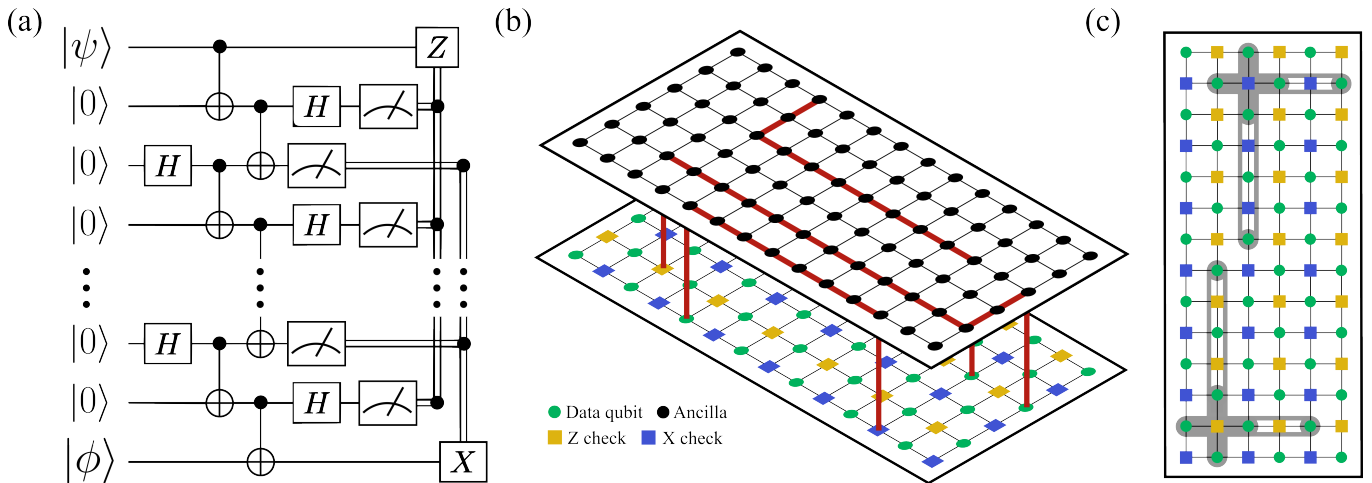 (a)
|ψ⟩
Z
|0⟩
H
|0⟩
H
|0⟩
H
|0⟩
H
|0⟩
H
|ϕ⟩
X
(b)
Data qubit
Ancilla
Z check
X check
(c)